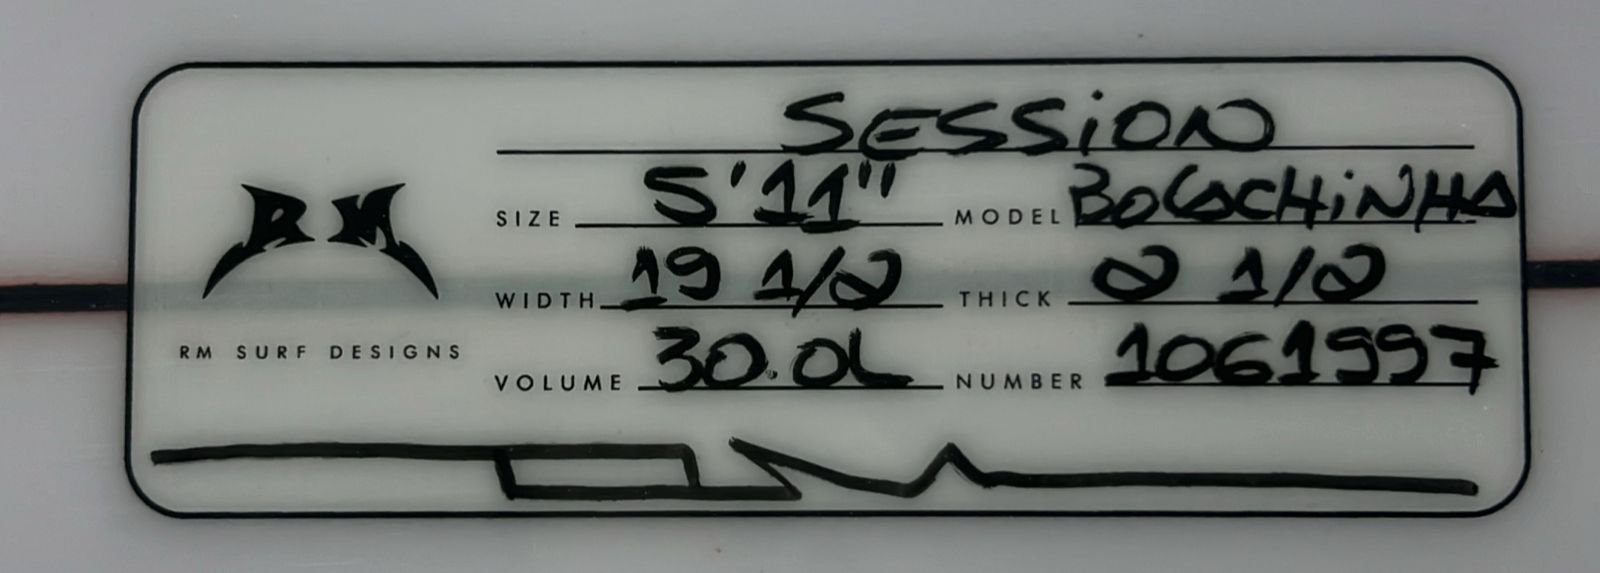 SESSiON
SIZE 5'11" MODEL BOLACHiNHA
RM
WIDTH 19 1/2 THICK 2 1/2
RM SURF DESIGNS
VOLUME 30.0L NUMBER 1061997